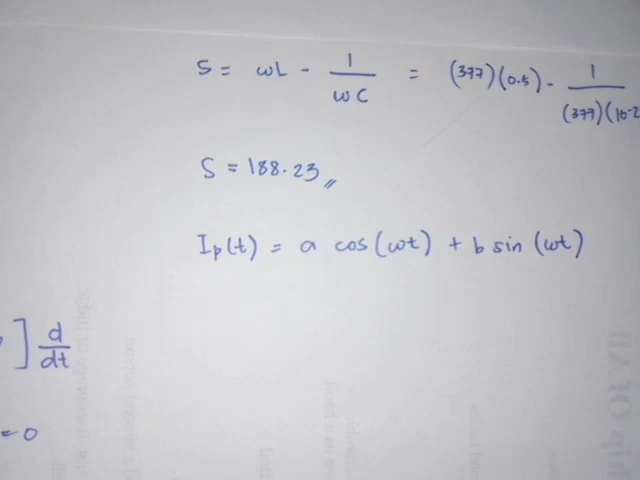 S = ωL - 1/ωC = (377)(0.5) - 1/(377)(10-2
S = 188.23 //
Ip(t) = a cos(ωt) + b sin(ωt)
] d/dt
= 0